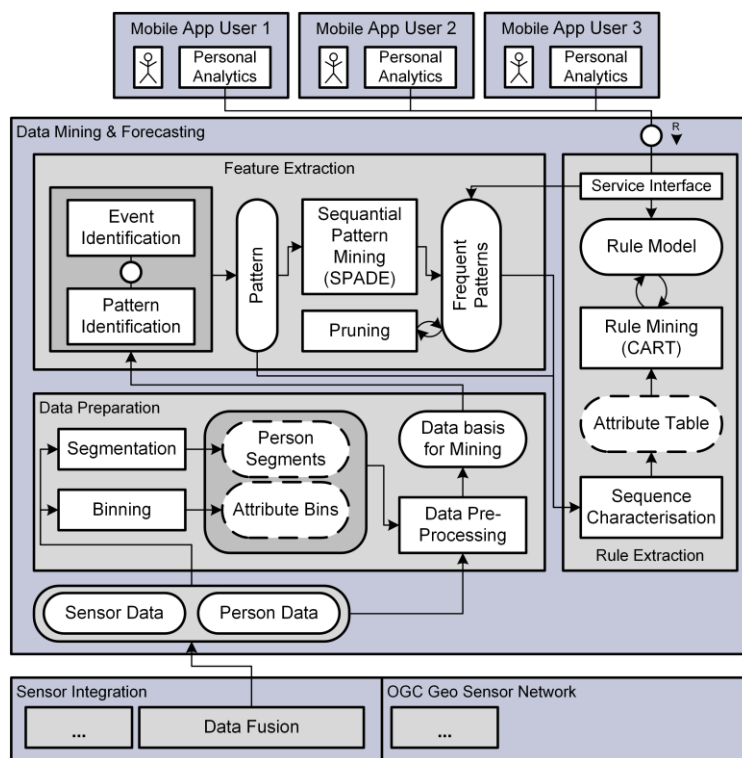 Mobile App User 1
Personal
Analytics
Mobile App User 2
Personal
Analytics
Mobile App User 3
Personal
Analytics
Data Mining & Forecasting
R
Feature Extraction
Event
Identification
Pattern
Identification
Pattern
Sequantial
Pattern
Mining
(SPADE)
Pruning
Frequent
Patterns
Service Interface
Rule Model
Rule Mining
(CART)
Attribute Table
Sequence
Characterisation
Rule Extraction
Data Preparation
Segmentation
Binning
Person
Segments
Attribute Bins
Data basis
for Mining
Data Pre-
Processing
Sensor Data
Person Data
Sensor Integration
...
Data Fusion
OGC Geo Sensor Network
...